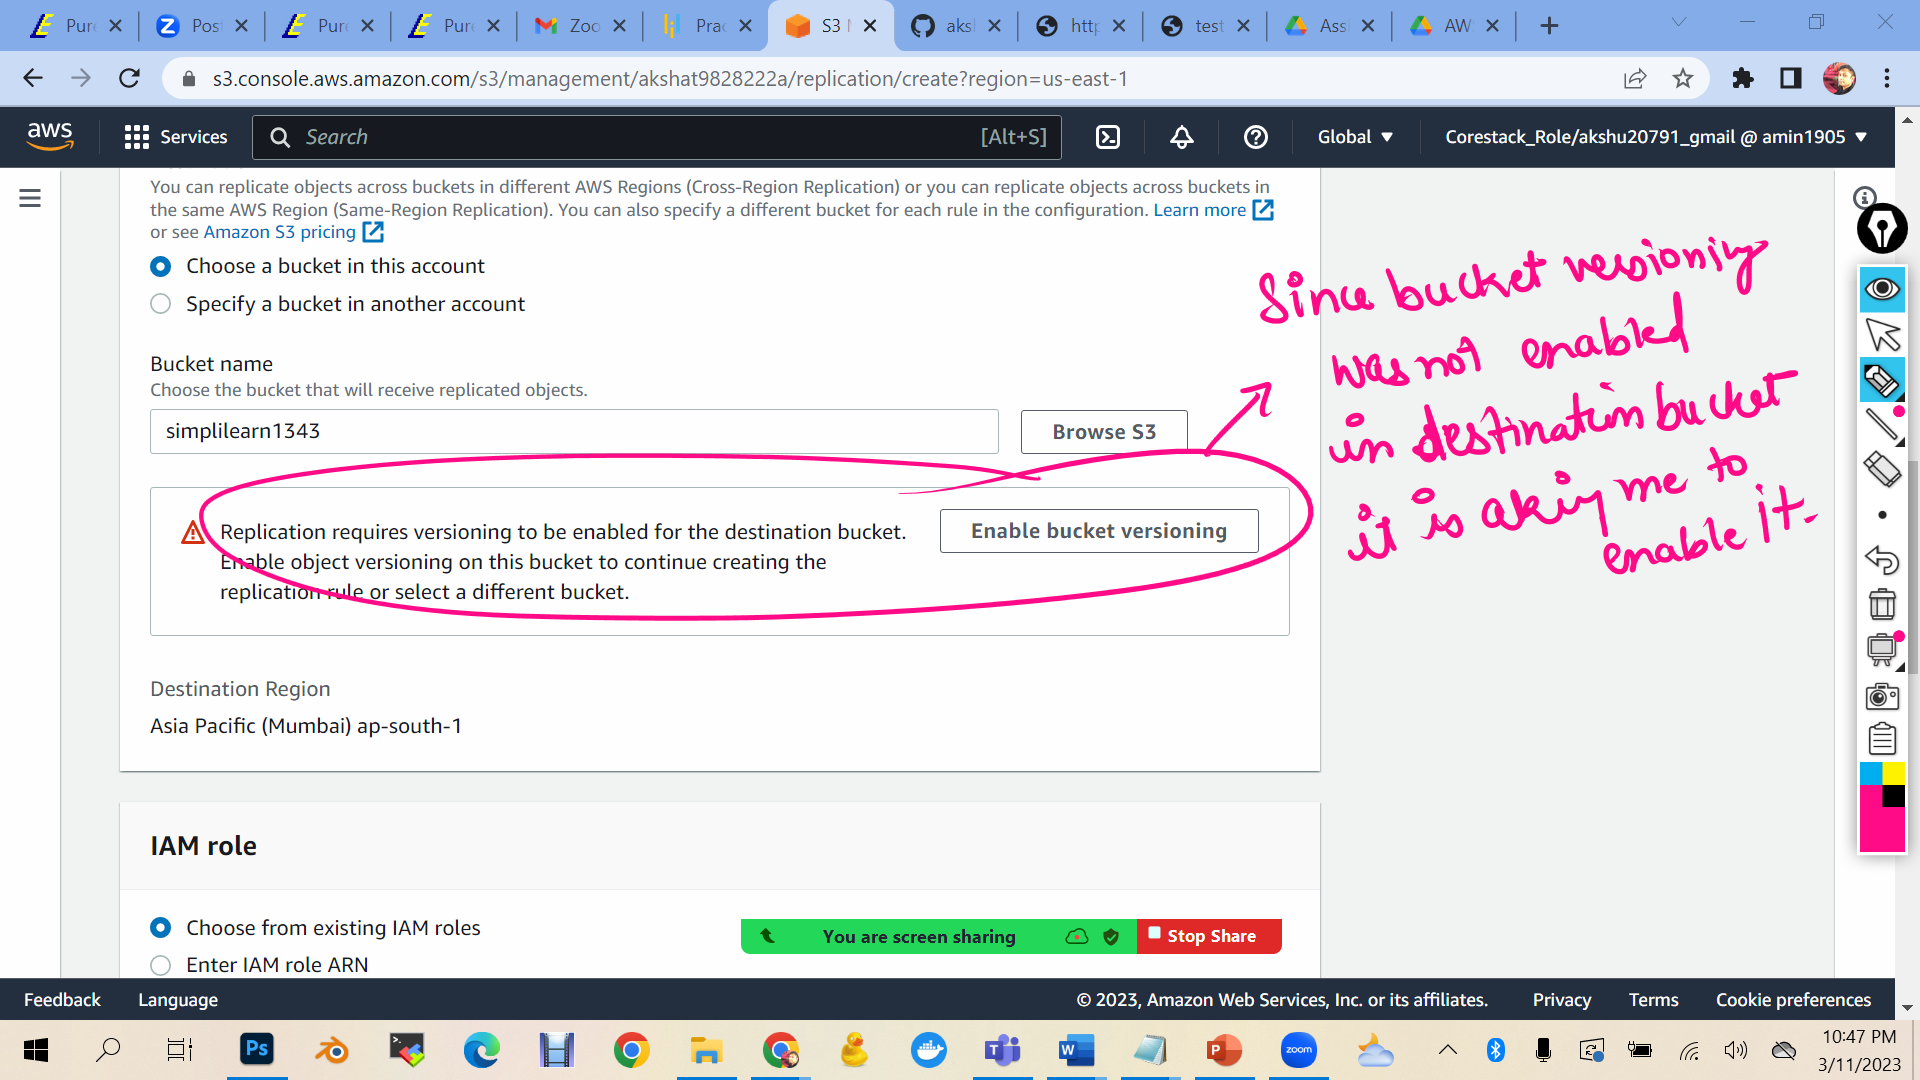 Pure
Post
Pure
Pure
Zoo
Prac
S3 M
aks
http
test
Ass
AW
s3.console.aws.amazon.com/s3/management/akshat9828222a/replication/create?region=us-east-1
aws
Services
Search
[Alt+S]
Global
Corestack_Role/akshu20791_gmail @ amin1905
You can replicate objects across buckets in different AWS Regions (Cross-Region Replication) or you can replicate objects across buckets in
the same AWS Region (Same-Region Replication). You can also specify a different bucket for each rule in the configuration. Learn more
or see Amazon S3 pricing
Choose a bucket in this account
Specify a bucket in another account
Bucket name
Choose the bucket that will receive replicated objects.
simplilearn1343
Browse S3
Replication requires versioning to be enabled for the destination bucket.
Enable object versioning on this bucket to continue creating the
replication rule or select a different bucket.
Enable bucket versioning
Since bucket versioniy
was not enabled
in destination bucket
it is akiy me to
enable it.
Destination Region
Asia Pacific (Mumbai) ap-south-1
IAM role
Choose from existing IAM roles
Enter IAM role ARN
You are screen sharing
Stop Share
Feedback
Language
© 2023, Amazon Web Services, Inc. or its affiliates.
Privacy
Terms
Cookie preferences
Ps
W
P
zoom
10:47 PM
3/11/2023